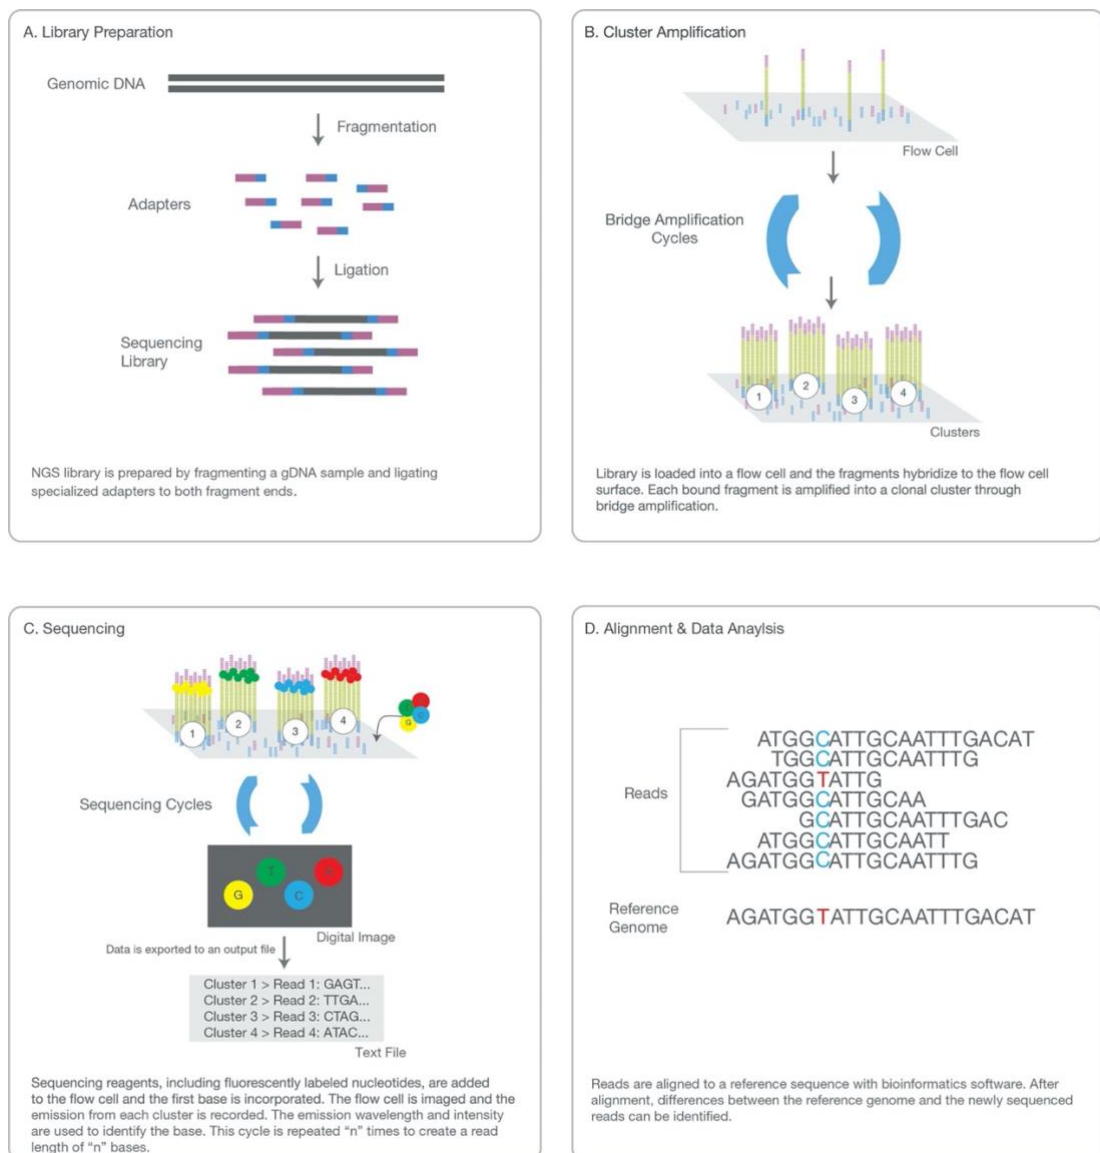 A. Library Preparation
Genomic DNA
Fragmentation
Adapters
Ligation
Sequencing
Library
NGS library is prepared by fragmenting a gDNA sample and ligating
specialized adapters to both fragment ends.
B. Cluster Amplification
Flow Cell
Bridge Amplification
Cycles
1
2
3
4
Clusters
Library is loaded into a flow cell and the fragments hybridize to the flow cell
surface. Each bound fragment is amplified into a clonal cluster through
bridge amplification.
C. Sequencing
1
2
3
4
G
Sequencing Cycles
T
G
C
Digital Image
Data is exported to an output file
Cluster 1 > Read 1: GAGT...
Cluster 2 > Read 2: TTGA...
Cluster 3 > Read 3: CTAG...
Cluster 4 > Read 4: ATAC...
Text File
Sequencing reagents, including fluorescently labeled nucleotides, are added
to the flow cell and the first base is incorporated. The flow cell is imaged and the
emission from each cluster is recorded. The emission wavelength and intensity
are used to identify the base. This cycle is repeated “n” times to create a read
length of “n” bases.
D. Alignment & Data Anaylsis
Reads
ATGGCATTGCAATTTGACAT
TGGCATTGCAATTTG
AGATGGTATTG
GATGGCATTGCAA
GCATTGCAATTTGAC
ATGGCATTGCAATT
AGATGGCATTGCAATTTG
Reference
Genome
AGATGGTATTGCAATTTGACAT
Reads are aligned to a reference sequence with bioinformatics software. After
alignment, differences between the reference genome and the newly sequenced
reads can be identified.